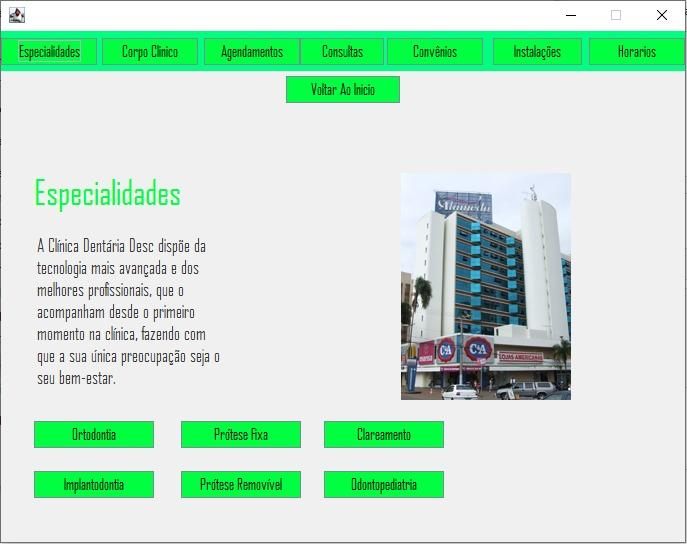 Especialidades Corpo Clinico Agendamentos Consultas Convênios Instalações Horarios
Voltar Ao Inicio
Especialidades
A Clínica Dentária Desc dispõe da
tecnologia mais avançada e dos
melhores profissionais, que o
acompanham desde o primeiro
momento na clínica, fazendo com
que a sua única preocupação seja o
seu bem-estar.
Alameda
C&A C&A
LOJAS AMERICANAS
Ortodontia Prótese Fixa Clareamento
Implantodontia Prótese Removível Odontopediatria